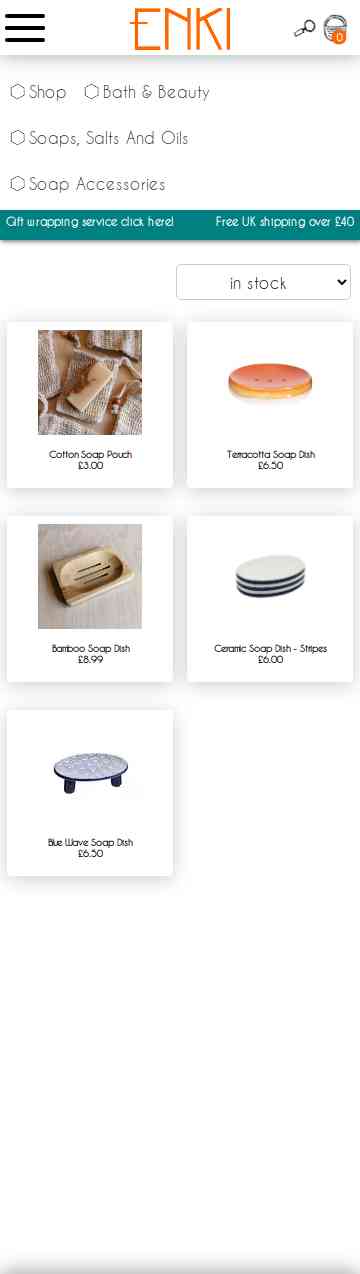 ENKI
0
Shop
Bath & Beauty
Soaps, Salts And Oils
Soap Accessories
Gift wrapping service click here!
Free UK shipping over £40
in stock
Cotton Soap Pouch
£3.00
Terracotta Soap Dish
£6.50
Bamboo Soap Dish
£8.99
Ceramic Soap Dish - Stripes
£6.00
Blue Wave Soap Dish
£6.50